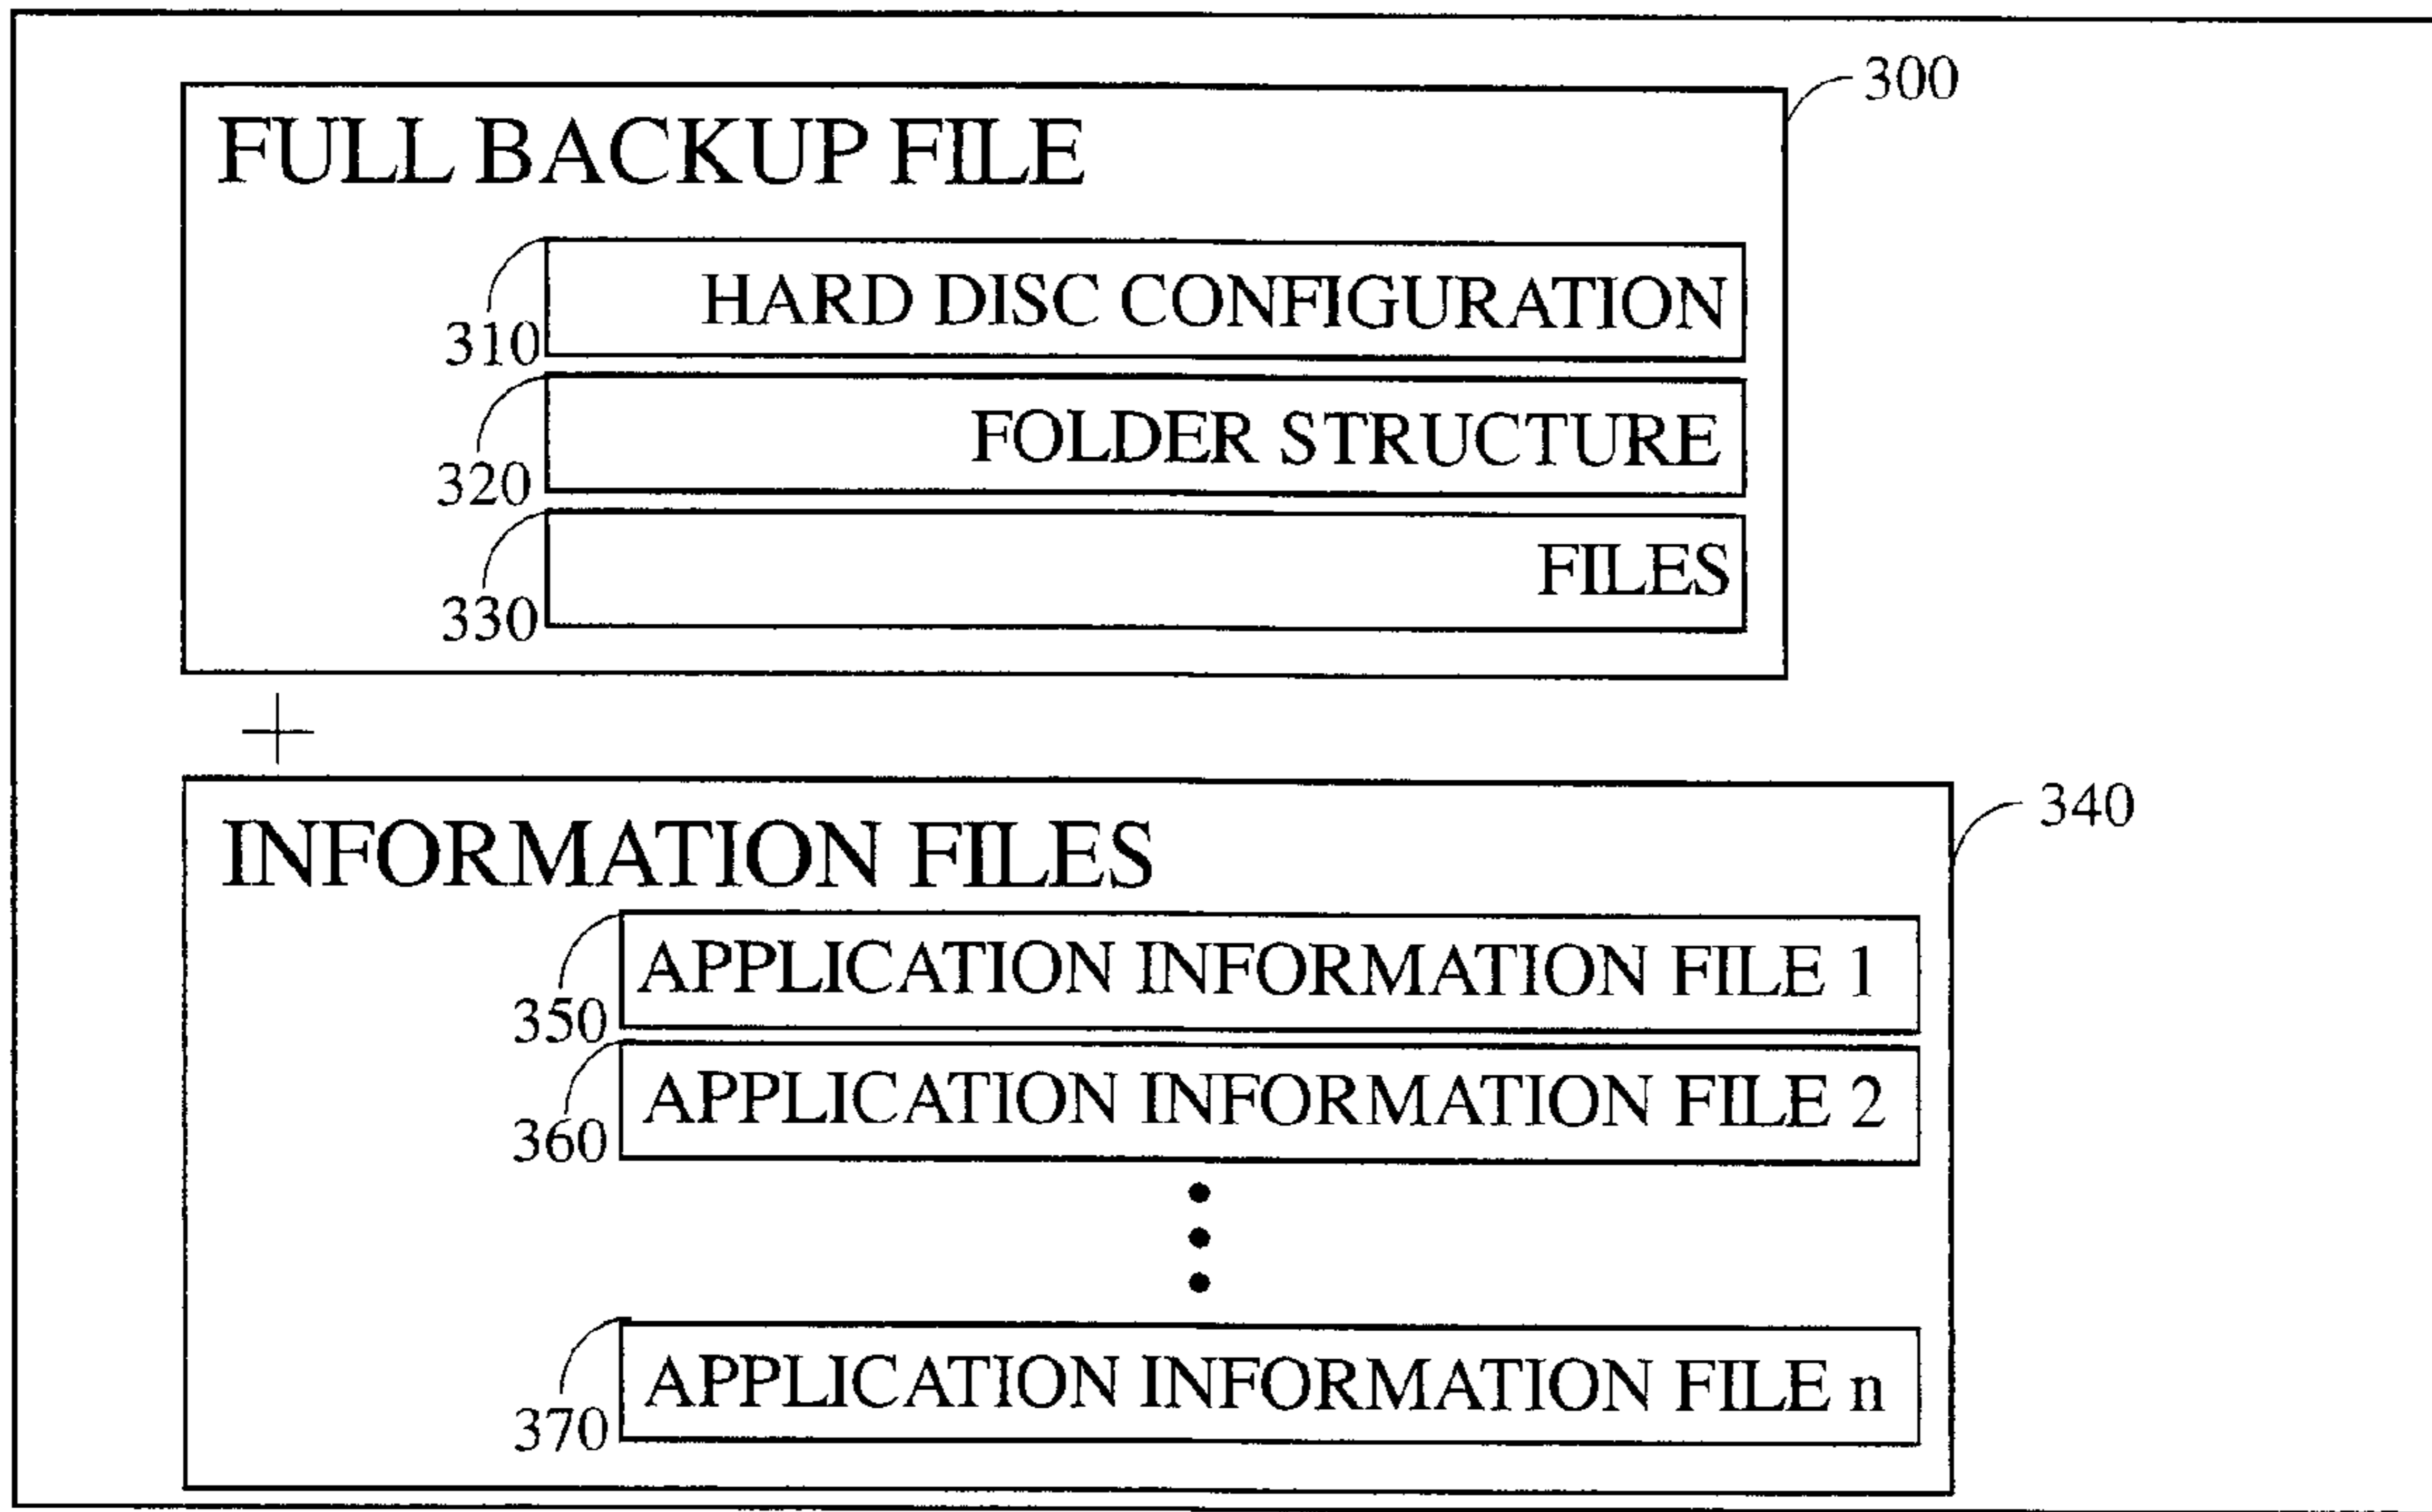 300
FULL BACKUP FILE
HARD DISC CONFIGURATION
310
FOLDER STRUCTURE
320
FILES
330
+
340
INFORMATION FILES
APPLICATION INFORMATION FILE 1
350
APPLICATION INFORMATION FILE 2
360
APPLICATION INFORMATION FILE n
370